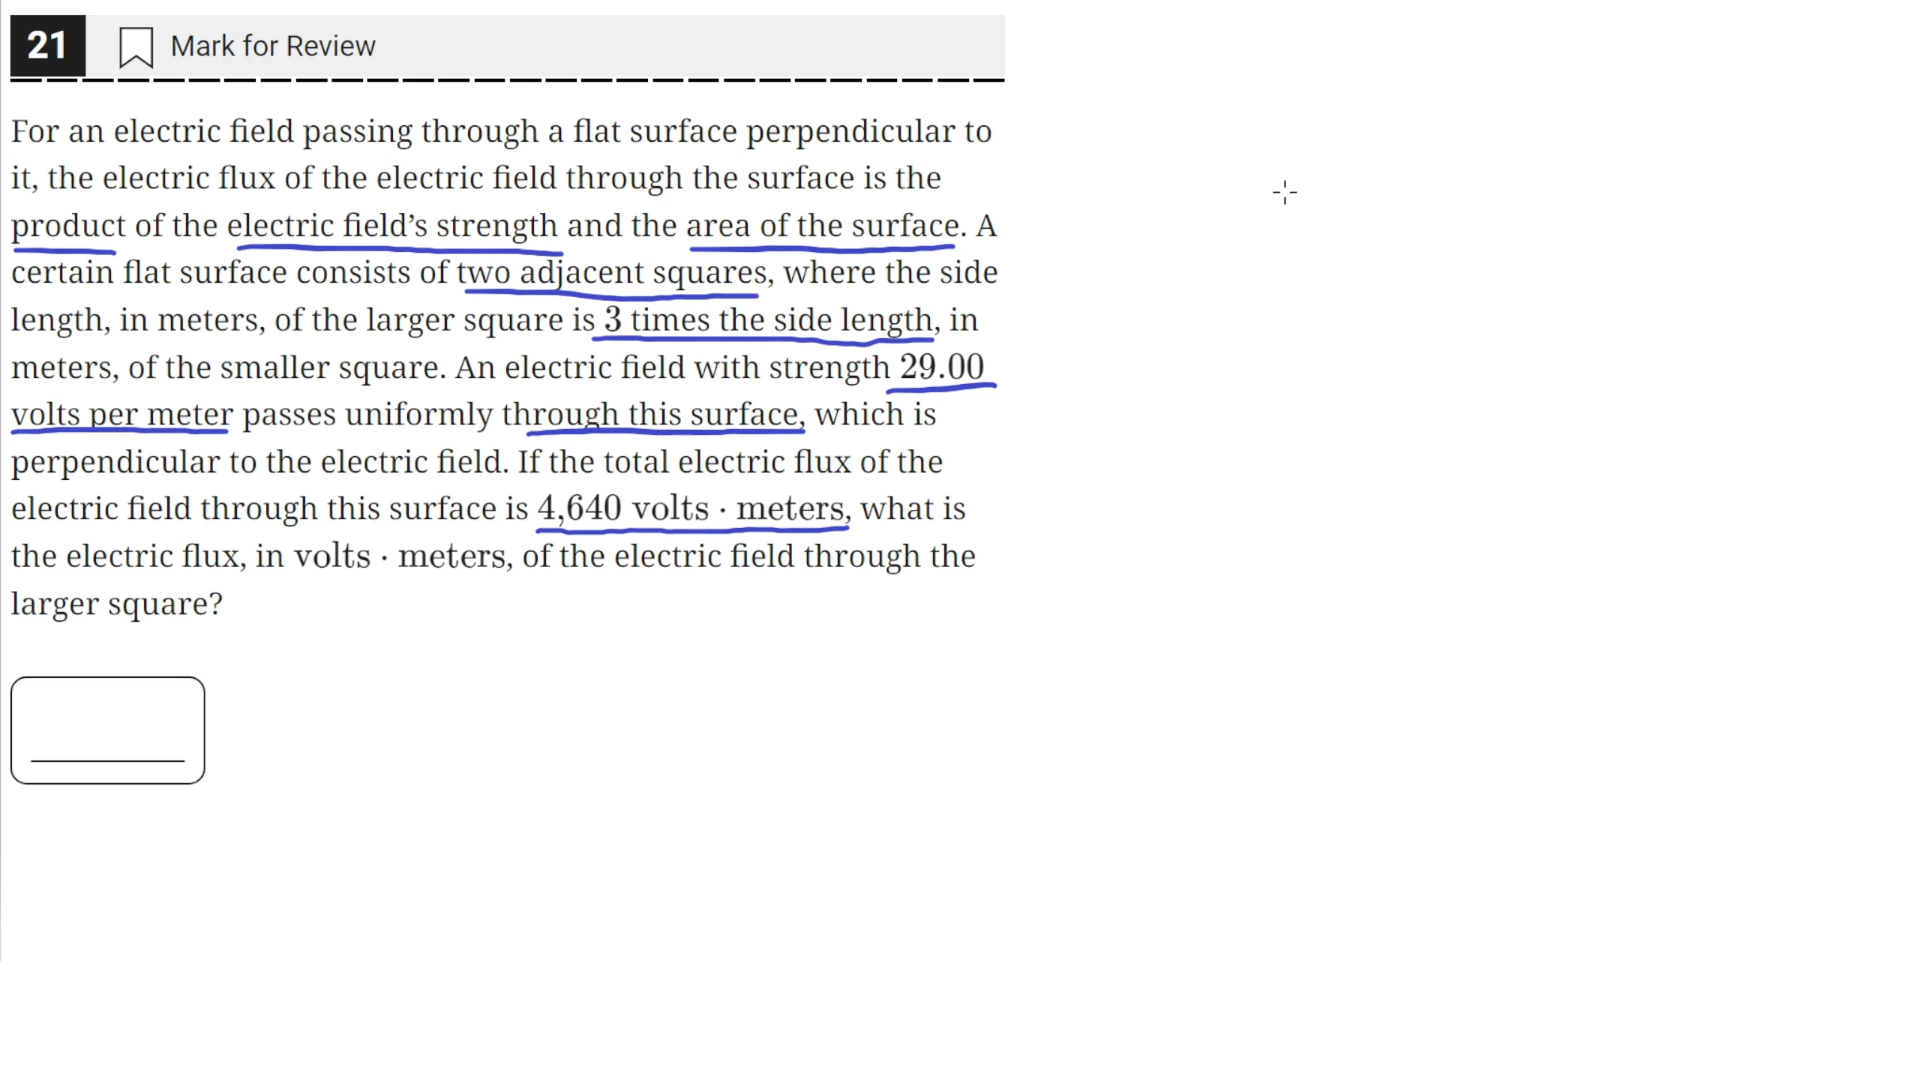 21 Mark for Review
For an electric field passing through a flat surface perpendicular to
it, the electric flux of the electric field through the surface is the
product of the electric field’s strength and the area of the surface. A
certain flat surface consists of two adjacent squares, where the side
length, in meters, of the larger square is 3 times the side length, in
meters, of the smaller square. An electric field with strength 29.00
volts per meter passes uniformly through this surface, which is
perpendicular to the electric field. If the total electric flux of the
electric field through this surface is 4,640 volts · meters, what is
the electric flux, in volts · meters, of the electric field through the
larger square?